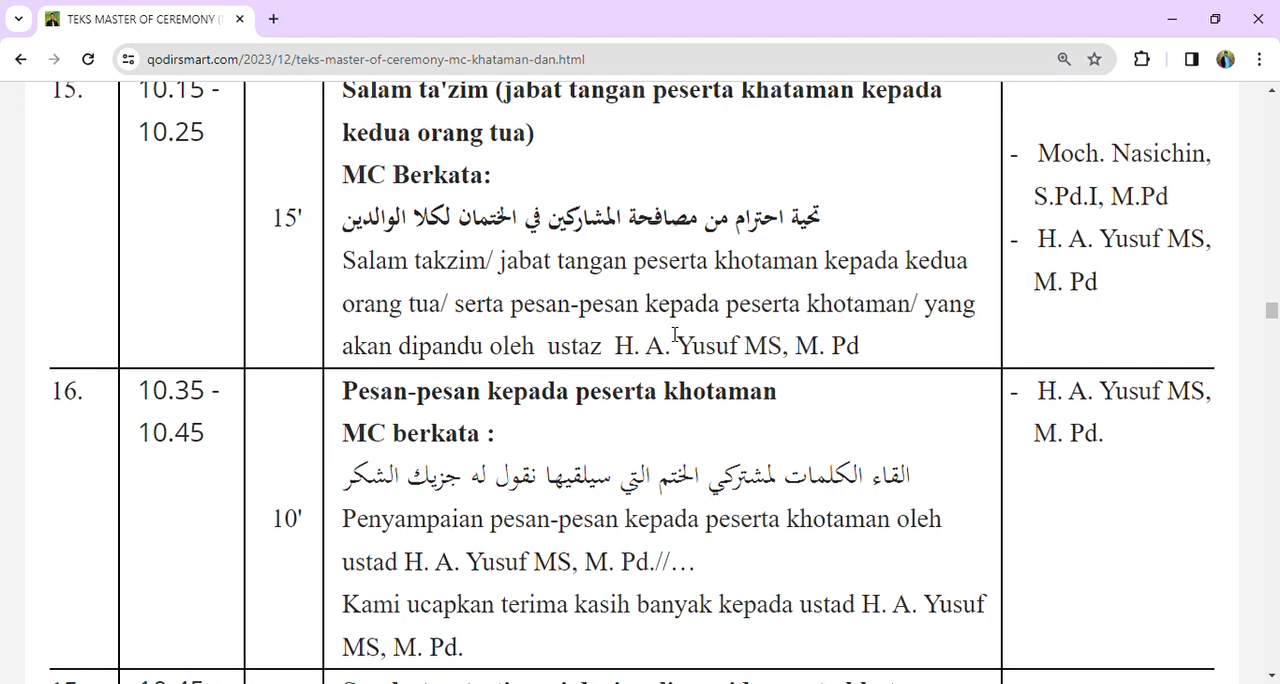 TEKS MASTER OF CEREMONY (
qodirsmart.com/2023/12/teks-master-of-ceremony-mc-khataman-dan.html
15.
10.15 -
10.25
15'
Salam ta'zim (jabat tangan peserta khataman kepada
kedua orang tua)
MC Berkata:
تحية احترام من مصافحة المشاركين في الختمان لكلا الوالدين
Salam takzim/ jabat tangan peserta khotaman kepada kedua
orang tua/ serta pesan-pesan kepada peserta khotaman/ yang
akan dipandu oleh ustaz H. A. Yusuf MS, M. Pd
- Moch. Nasichin,
S.Pd.I, M.Pd
- H. A. Yusuf MS,
M. Pd
16.
10.35 -
10.45
10'
Pesan-pesan kepada peserta khotaman
MC berkata :
القاء الكلمات لمشتركي الختم التي سيلقيها نقول له جزيك الشكر
Penyampaian pesan-pesan kepada peserta khotaman oleh
ustad H. A. Yusuf MS, M. Pd.//…
Kami ucapkan terima kasih banyak kepada ustad H. A. Yusuf
MS, M. Pd.
- H. A. Yusuf MS,
M. Pd.